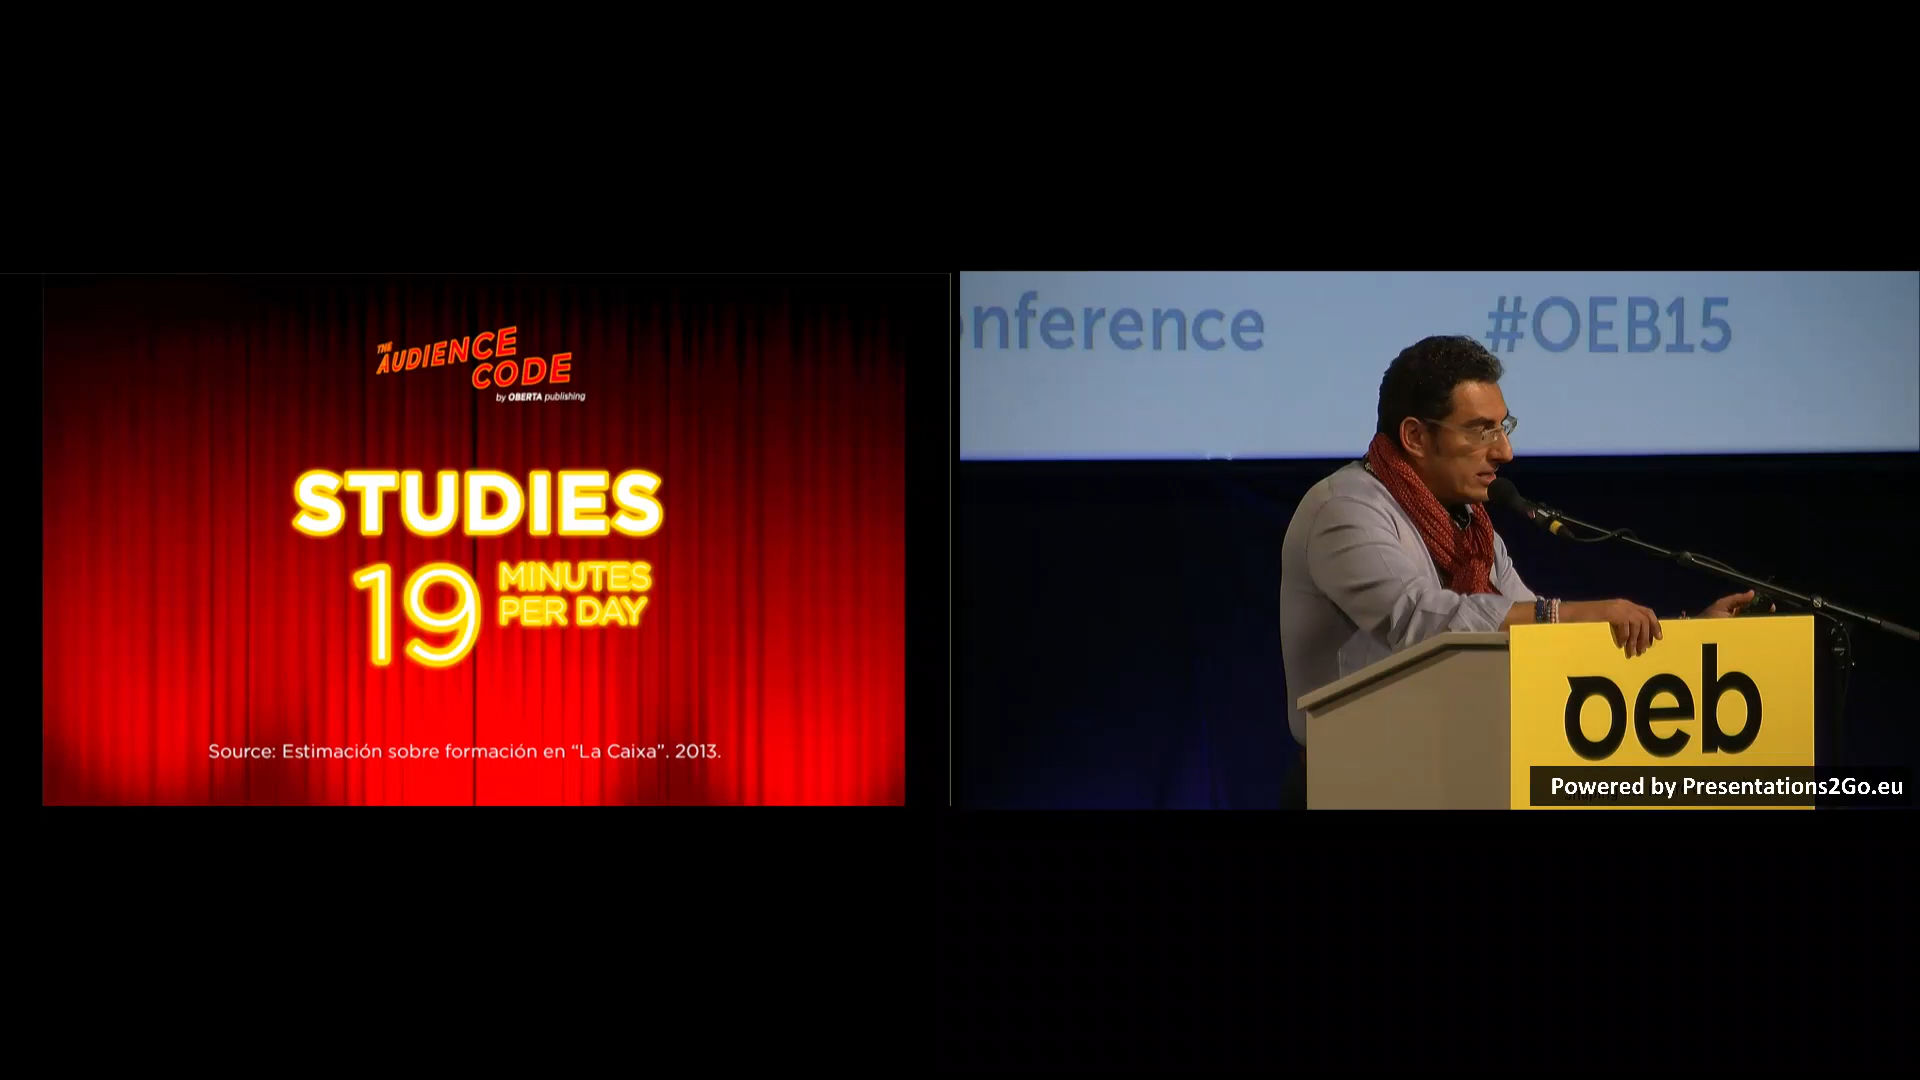 THE
AUDIENCE
CODE
by OBERTA publishing
STUDIES
19 MINUTES
PER DAY
Source: Estimación sobre formación en “La Caixa”. 2013.
nference #OEB15
oeb
Powered by Presentations2Go.eu